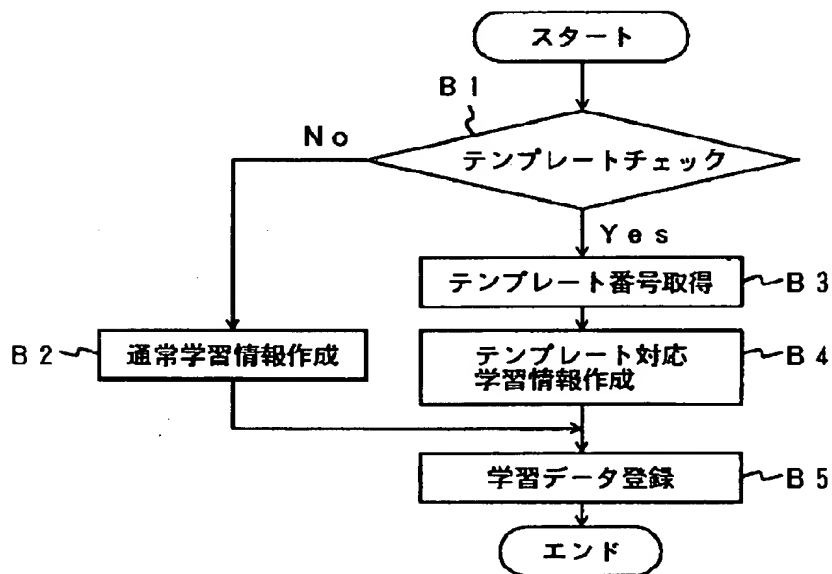 スタート
B1
No
テンプレートチェック
Yes
テンプレート番号取得
B3
B2
通常学習情報作成
テンプレート対応
学習情報作成
B4
学習データ登録
B5
エンド